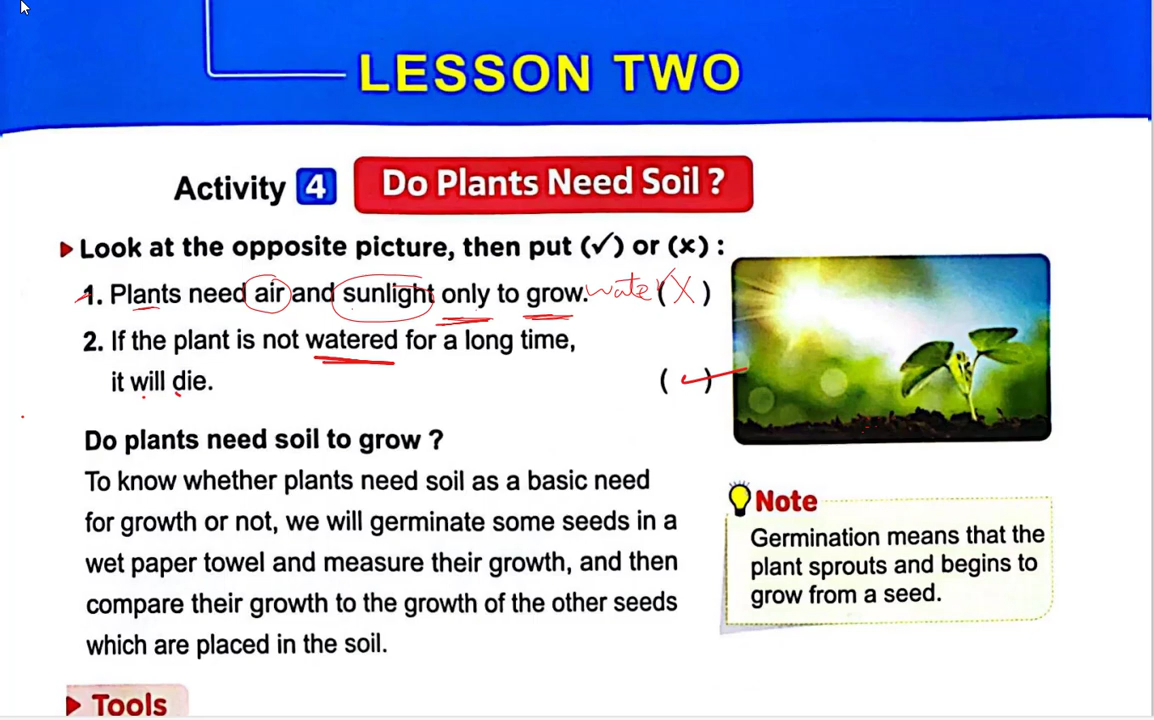 LESSON TWO
Activity 4 Do Plants Need Soil ?
Look at the opposite picture, then put (✓) or (x) :
1. Plants need air and sunlight only to grow. water (X)
2. If the plant is not watered for a long time,
it will die. (✓)
Do plants need soil to grow ?
To know whether plants need soil as a basic need
for growth or not, we will germinate some seeds in a
wet paper towel and measure their growth, and then
compare their growth to the growth of the other seeds
which are placed in the soil.
Note
Germination means that the
plant sprouts and begins to
grow from a seed.
Tools